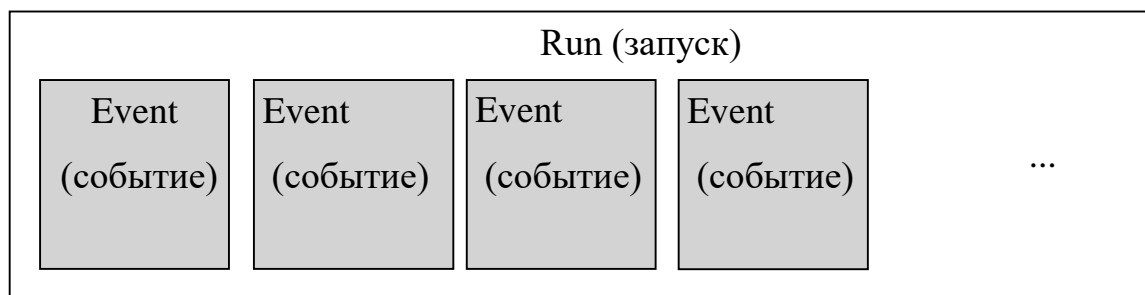 Run (запуск)
Event Event Event Event
(событие) (событие) (событие) (событие) ...